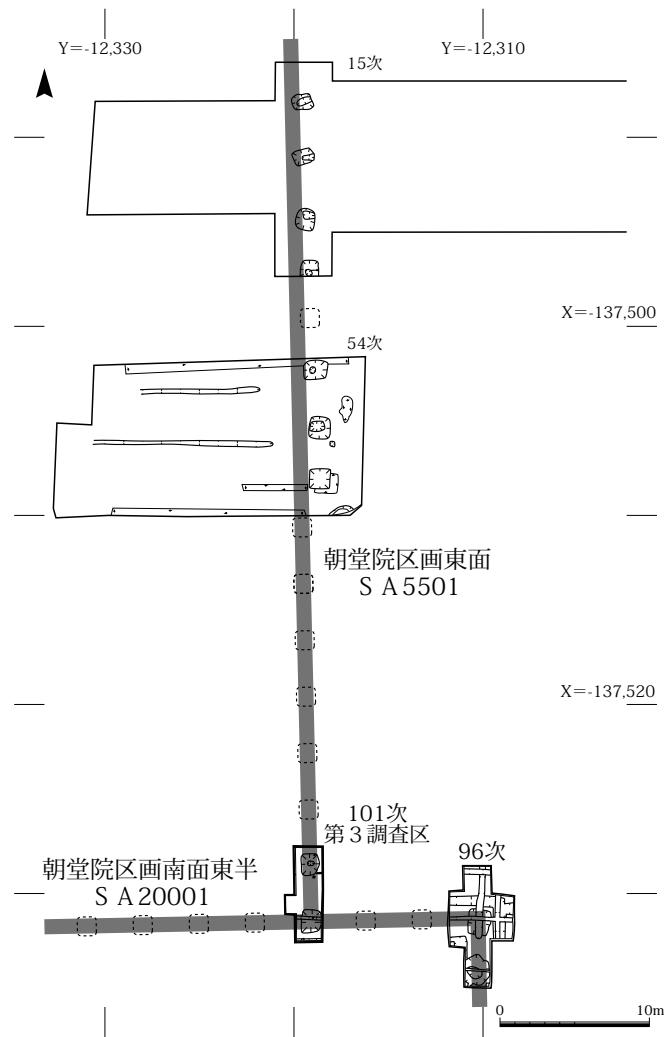 Y＝-12,330
Y＝-12,310
15次
X＝-137,500
54次
朝堂院区画東面
ＳＡ5501
X＝-137,520
101次
第３調査区
96次
朝堂院区画南面東半
ＳＡ20001
0
10m